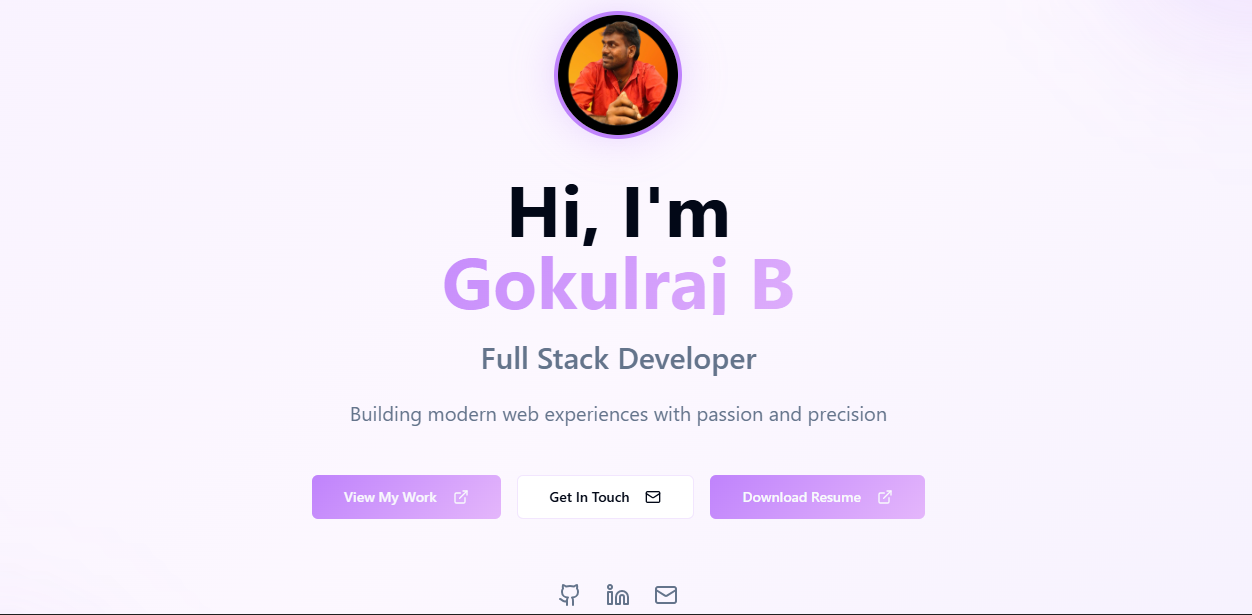 Hi, I'm
Gokulraj B
Full Stack Developer
Building modern web experiences with passion and precision
View My Work
Get In Touch
Download Resume